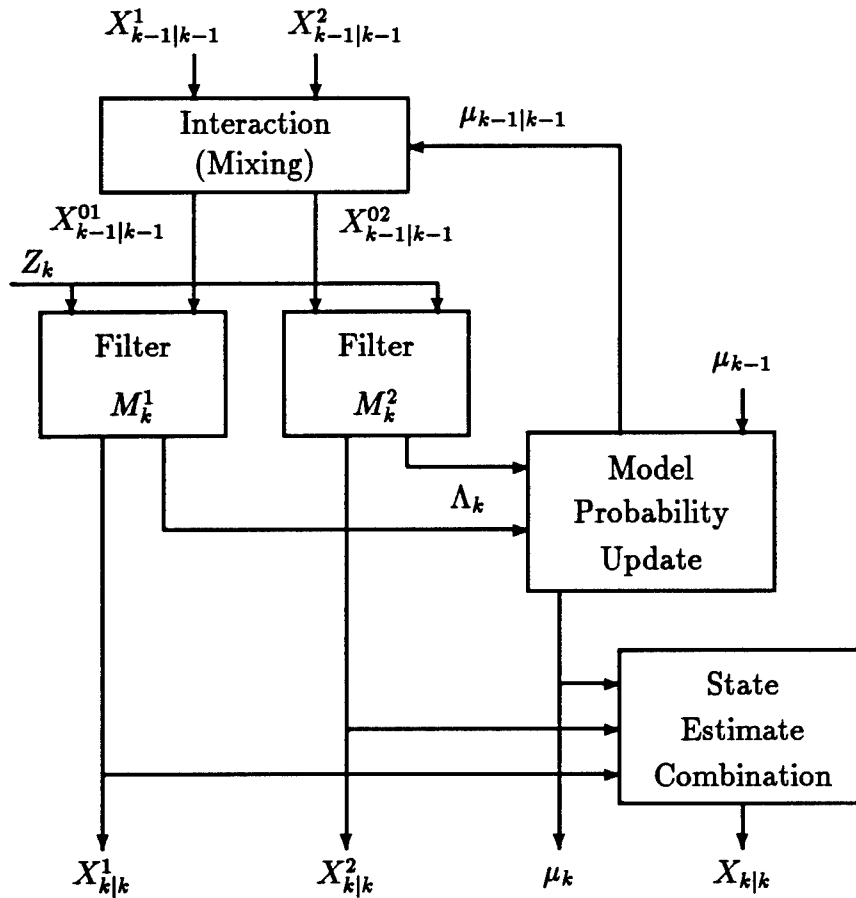 X^1_{k-1|k-1} X^2_{k-1|k-1}
Interaction
(Mixing)
μ_{k-1|k-1}
X^{01}_{k-1|k-1} X^{02}_{k-1|k-1}
Z_k
Filter
M^1_k
Filter
M^2_k
μ_{k-1}
Λ_k
Model
Probability
Update
State
Estimate
Combination
X^1_{k|k} X^2_{k|k} μ_k X_{k|k}